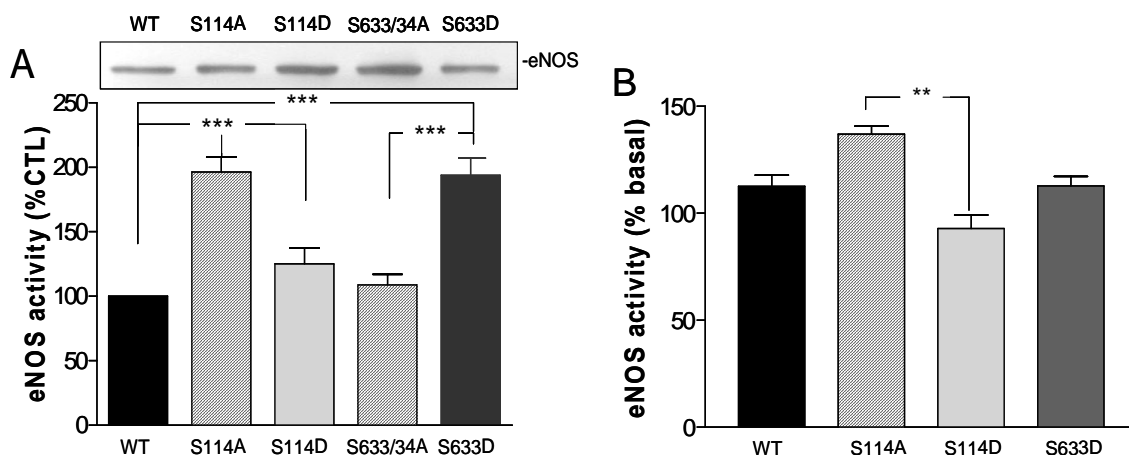 WT S114A S114D S633/34A S633D
A
-eNOS
eNOS activity (%CTL)
250
200
150
100
50
0
***
***
***
WT S114A S114D S633/34A S633D
B
eNOS activity (% basal)
150
100
50
0
**
WT S114A S114D S633D